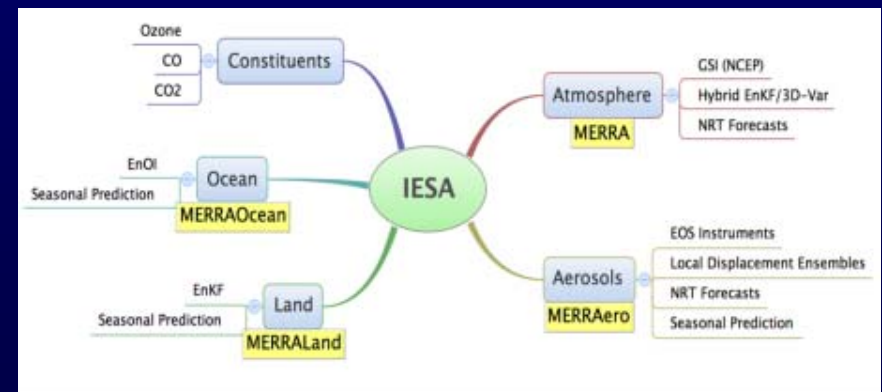 Ozone
CO
CO2
Constituents
EnOI
Seasonal Prediction
Ocean
MERRAOcean
EnKF
Seasonal Prediction
Land
MERRALand
IESA
Atmosphere
MERRA
GSI (NCEP)
Hybrid EnKF/3D-Var
NRT Forecasts
Aerosols
MERRAero
EOS Instruments
Local Displacement Ensembles
NRT Forecasts
Seasonal Prediction